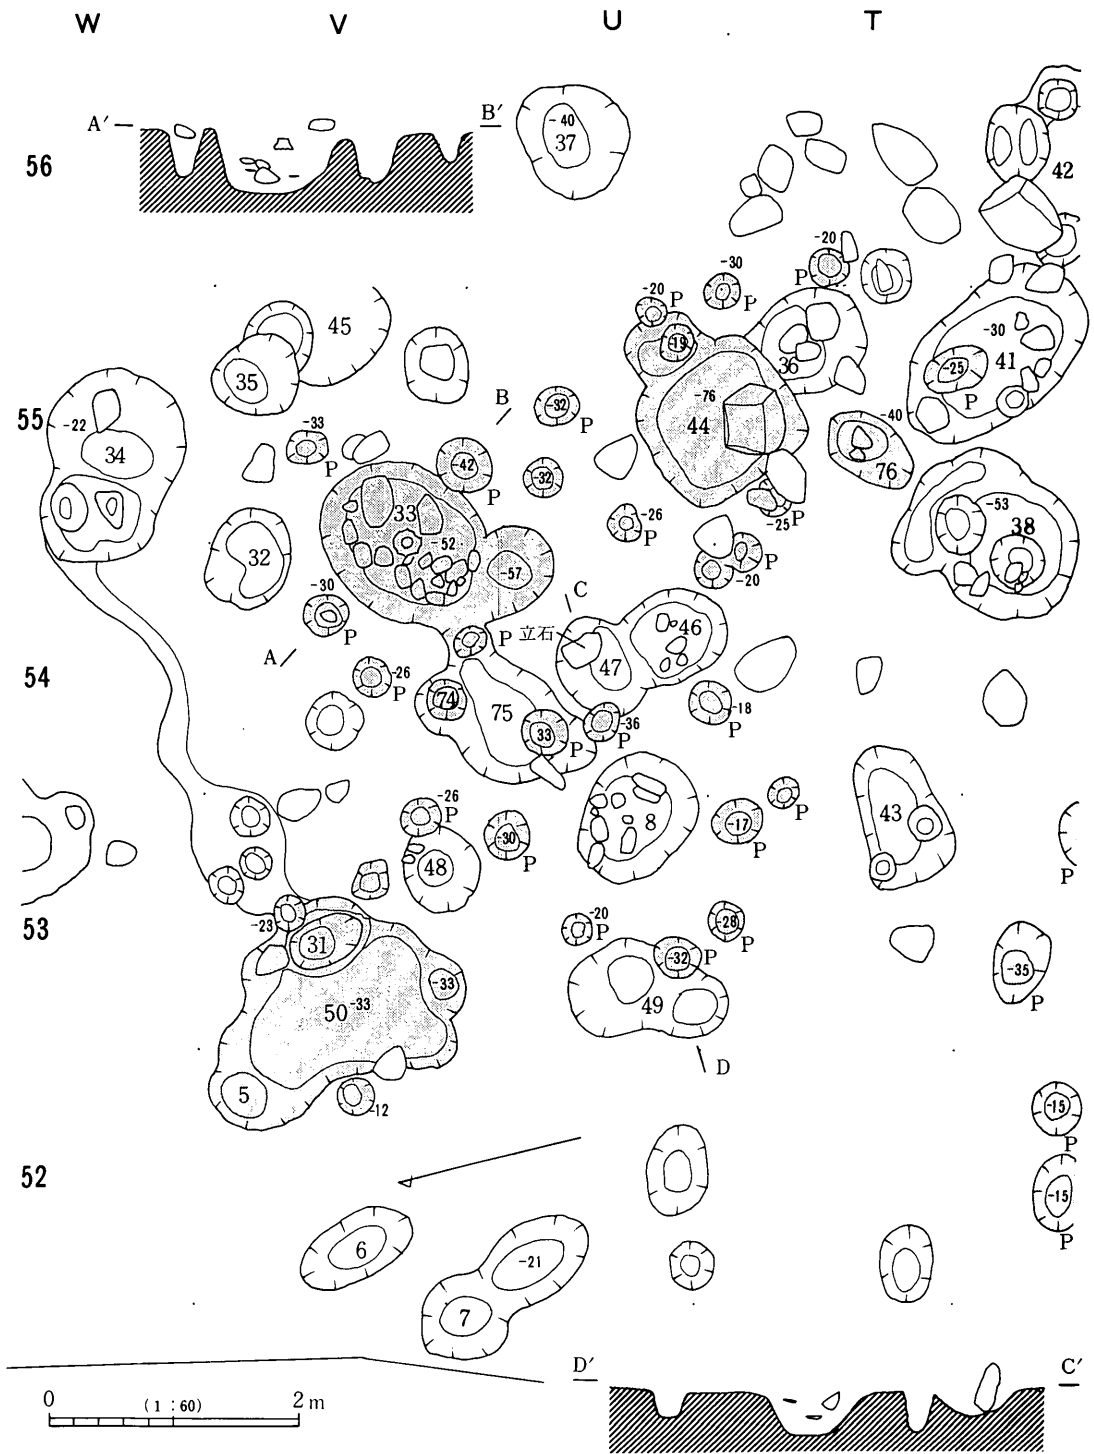 W V U T
A′ B′
-40
37
56
42
-20
-30
P
-20 P P
45
-19
-30
41
36
35
-25
P
B
-76
-32
-40
55
-22
-33
44
P
34
P
-42
76
P
-32
33
-53
-26
-25 P
38
-52
P
32
-57
-20
-30
C
P
P
立石
46
A
47
54
-26
P
74
75
-18
-36
P
33
P
P
-26
P
8
43
-30
-17
P
P
48
P
P
53
-23
-20
P
-28
P
31
-32
P
-33
-35
50 -33
49
P
D
5
-12
-15
P
52
-15
P
6
-21
7
D′ C′
0 (1 : 60) 2 m